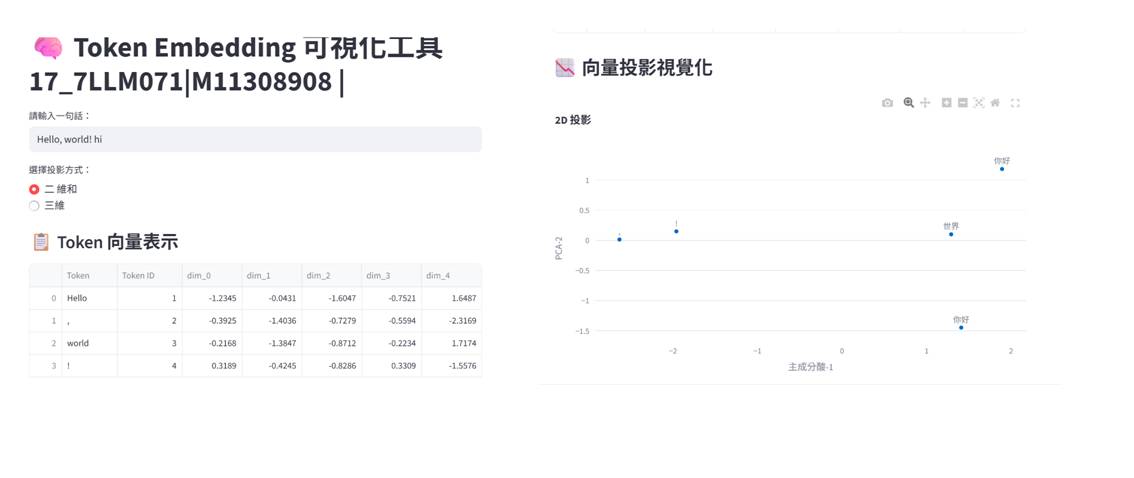 🧠 Token Embedding 可視化工具
17_7LLM071|M11308908 |
請輸入一句話：
Hello, world! hi
選擇投影方式：
二 維和
三維
📋 Token 向量表示
Token Token ID dim_0 dim_1 dim_2 dim_3 dim_4
0 Hello 1 -1.2345 -0.0431 -1.6047 -0.7521 1.6487
1 , 2 -0.3925 -1.4036 -0.7279 -0.5594 -2.3169
2 world 3 -0.2168 -1.3847 -0.8712 -0.2234 1.7174
3 ! 4 0.3189 -0.4245 -0.8286 0.3309 -1.5576
📉 向量投影視覺化
2D 投影
你好
1
0.5
世界
!
,
0
PCA-2
−0.5
−1
你好
−1.5
−2 −1 0 1 2
主成分酸-1